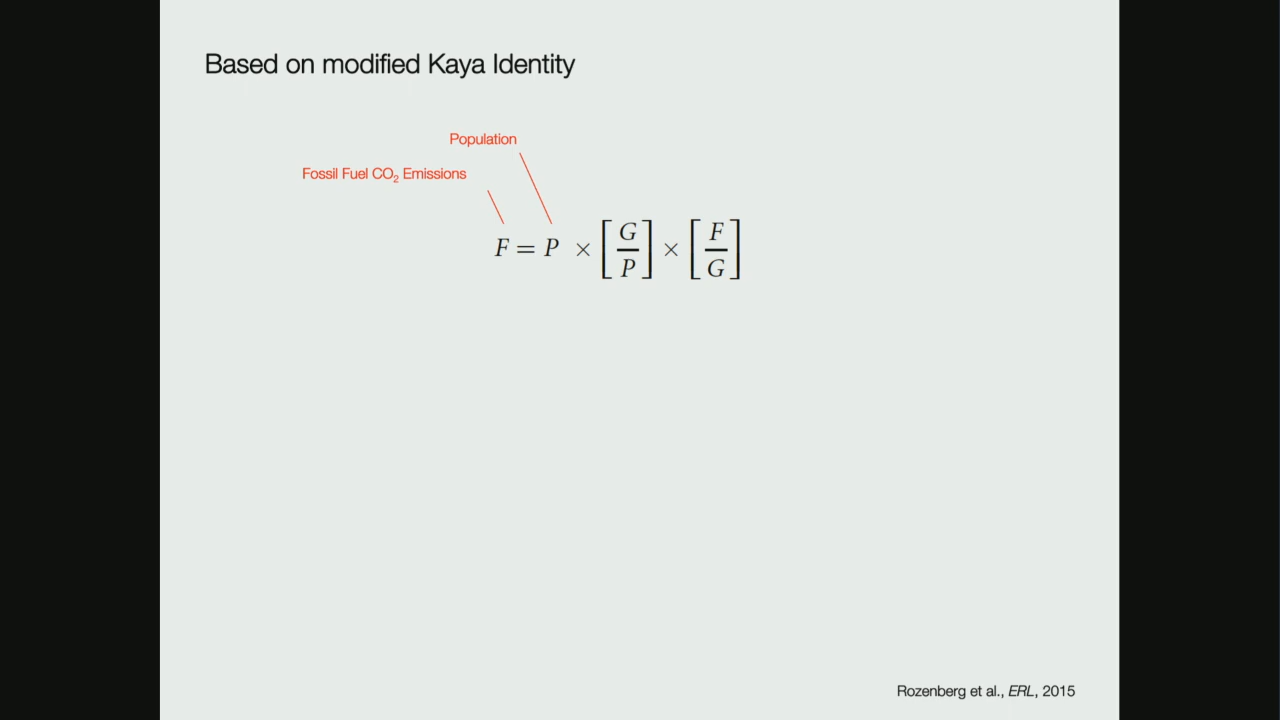 Based on modified Kaya Identity
Population
Fossil Fuel CO₂ Emissions
F = P × [G/P] × [F/G]
Rozenberg et al., ERL, 2015